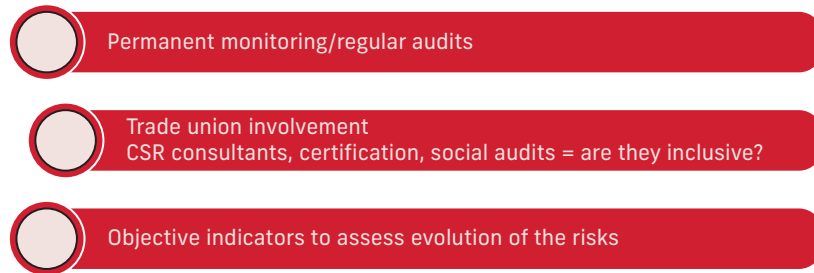 Permanent monitoring/regular audits
Trade union involvement
CSR consultants, certification, social audits = are they inclusive?
Objective indicators to assess evolution of the risks